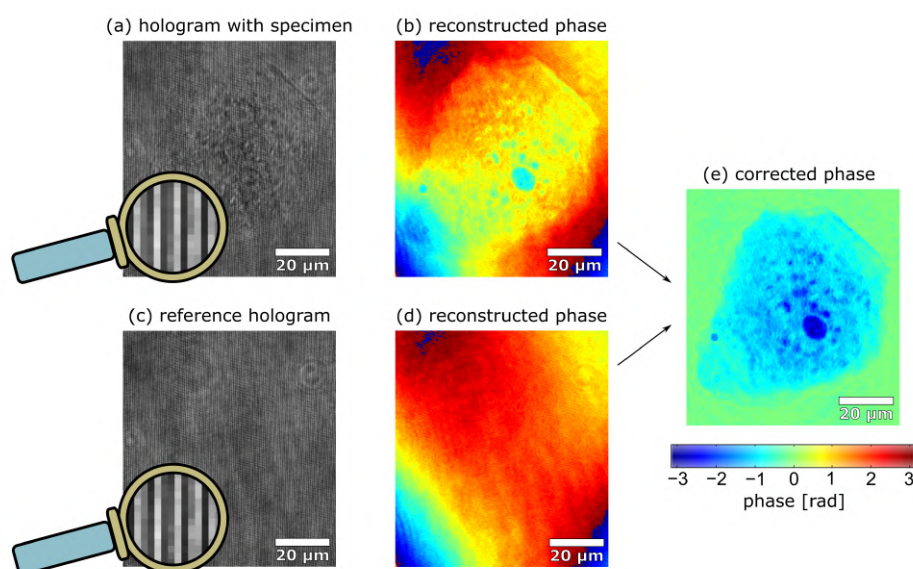 (a) hologram with specimen
20 μm
(b) reconstructed phase
20 μm
(c) reference hologram
20 μm
(d) reconstructed phase
20 μm
(e) corrected phase
20 μm
−3 −2 −1 0 1 2 3
phase [rad]